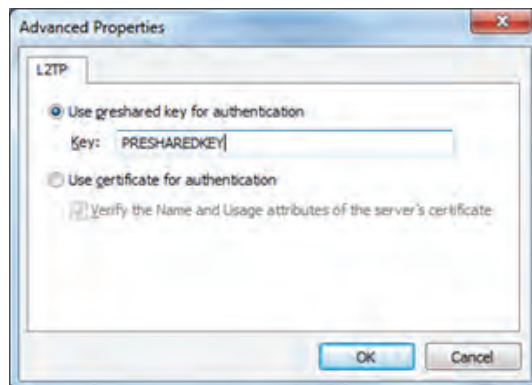 Advanced Properties
L2TP
Use preshared key for authentication
Key: PRESHAREDKEY
Use certificate for authentication
Verify the Name and Usage attributes of the server's certificate
OK Cancel